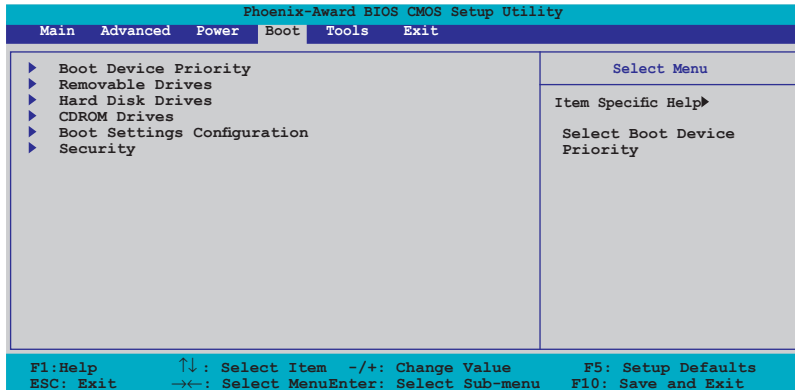 Phoenix-Award BIOS CMOS Setup Utility
Main Advanced Power Boot Tools Exit
Boot Device Priority
Removable Drives
Hard Disk Drives
CDROM Drives
Boot Settings Configuration
Security
Select Menu
Item Specific Help
Select Boot Device
Priority
F1:Help ↑↓: Select Item -/+: Change Value F5: Setup Defaults
ESC: Exit →←: Select MenuEnter: Select Sub-menu F10: Save and Exit